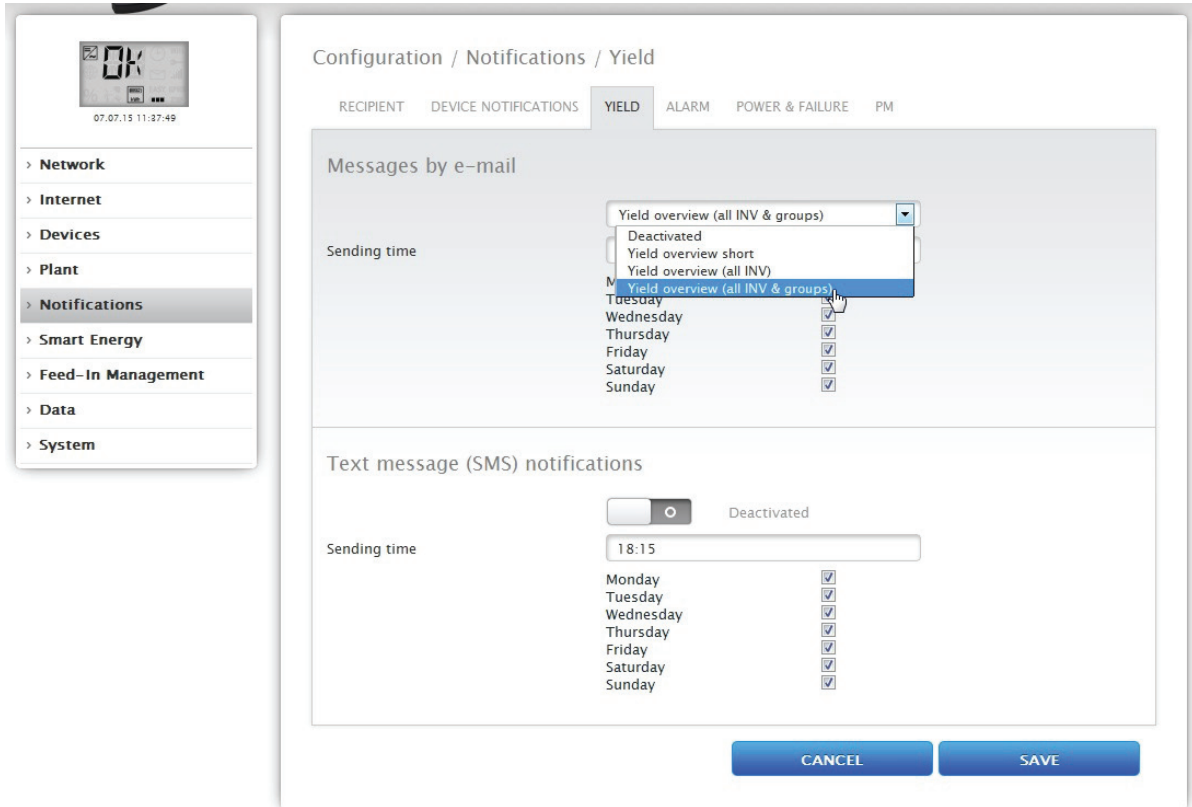 OK
07.07.15 11:37:49
› Network
› Internet
› Devices
› Plant
› Notifications
› Smart Energy
› Feed-In Management
› Data
› System
Configuration / Notifications / Yield
RECIPIENT DEVICE NOTIFICATIONS YIELD ALARM POWER & FAILURE PM
Messages by e-mail
Yield overview (all INV & groups)
Deactivated
Sending time
Yield overview short
Yield overview (all INV)
Yield overview (all INV & groups)
Tuesday
Wednesday
Thursday
Friday
Saturday
Sunday
Text message (SMS) notifications
Deactivated
Sending time 18:15
Monday
Tuesday
Wednesday
Thursday
Friday
Saturday
Sunday
CANCEL SAVE